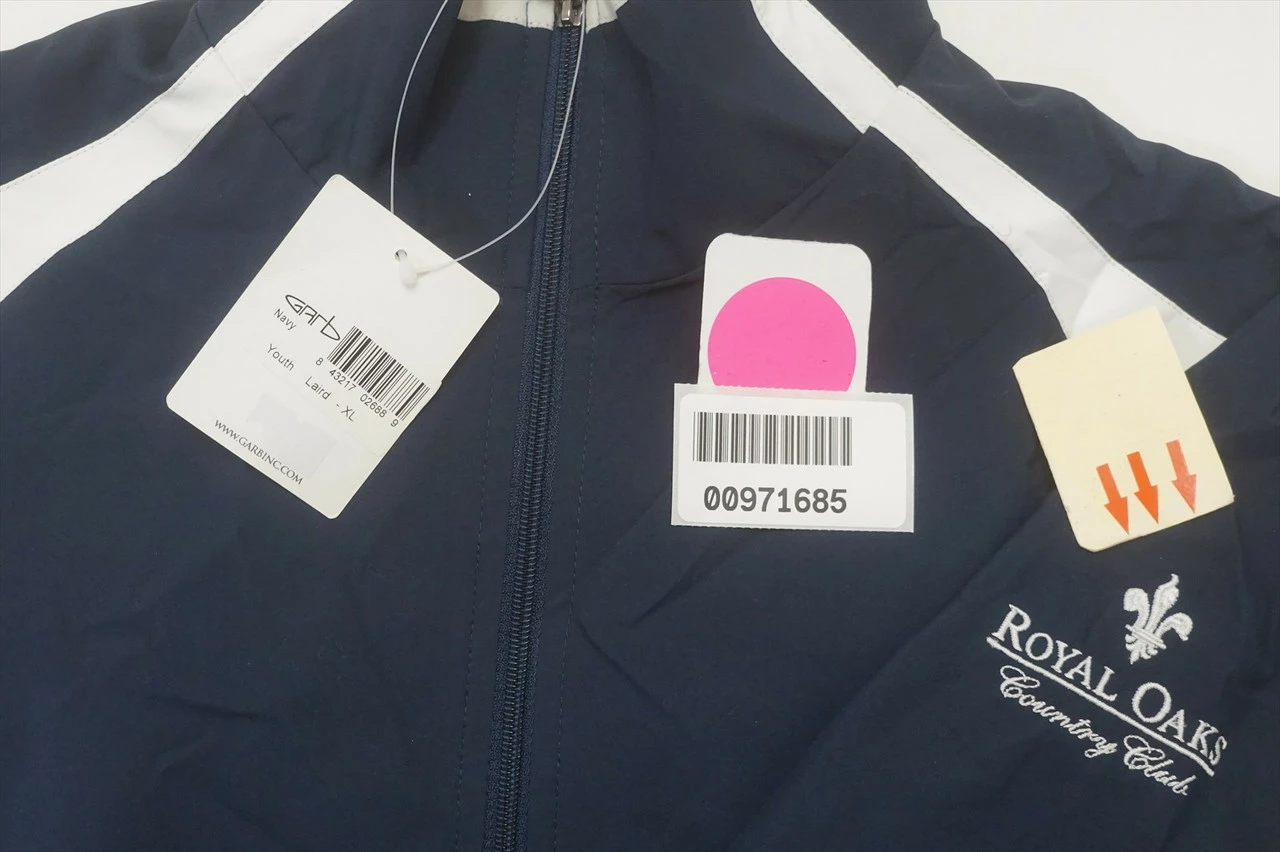 GARb
Navy
8 43217 02688 9
Youth Laird - XL
WWW.GARBINC.COM
00971685
ROYAL OAKS
Country Club